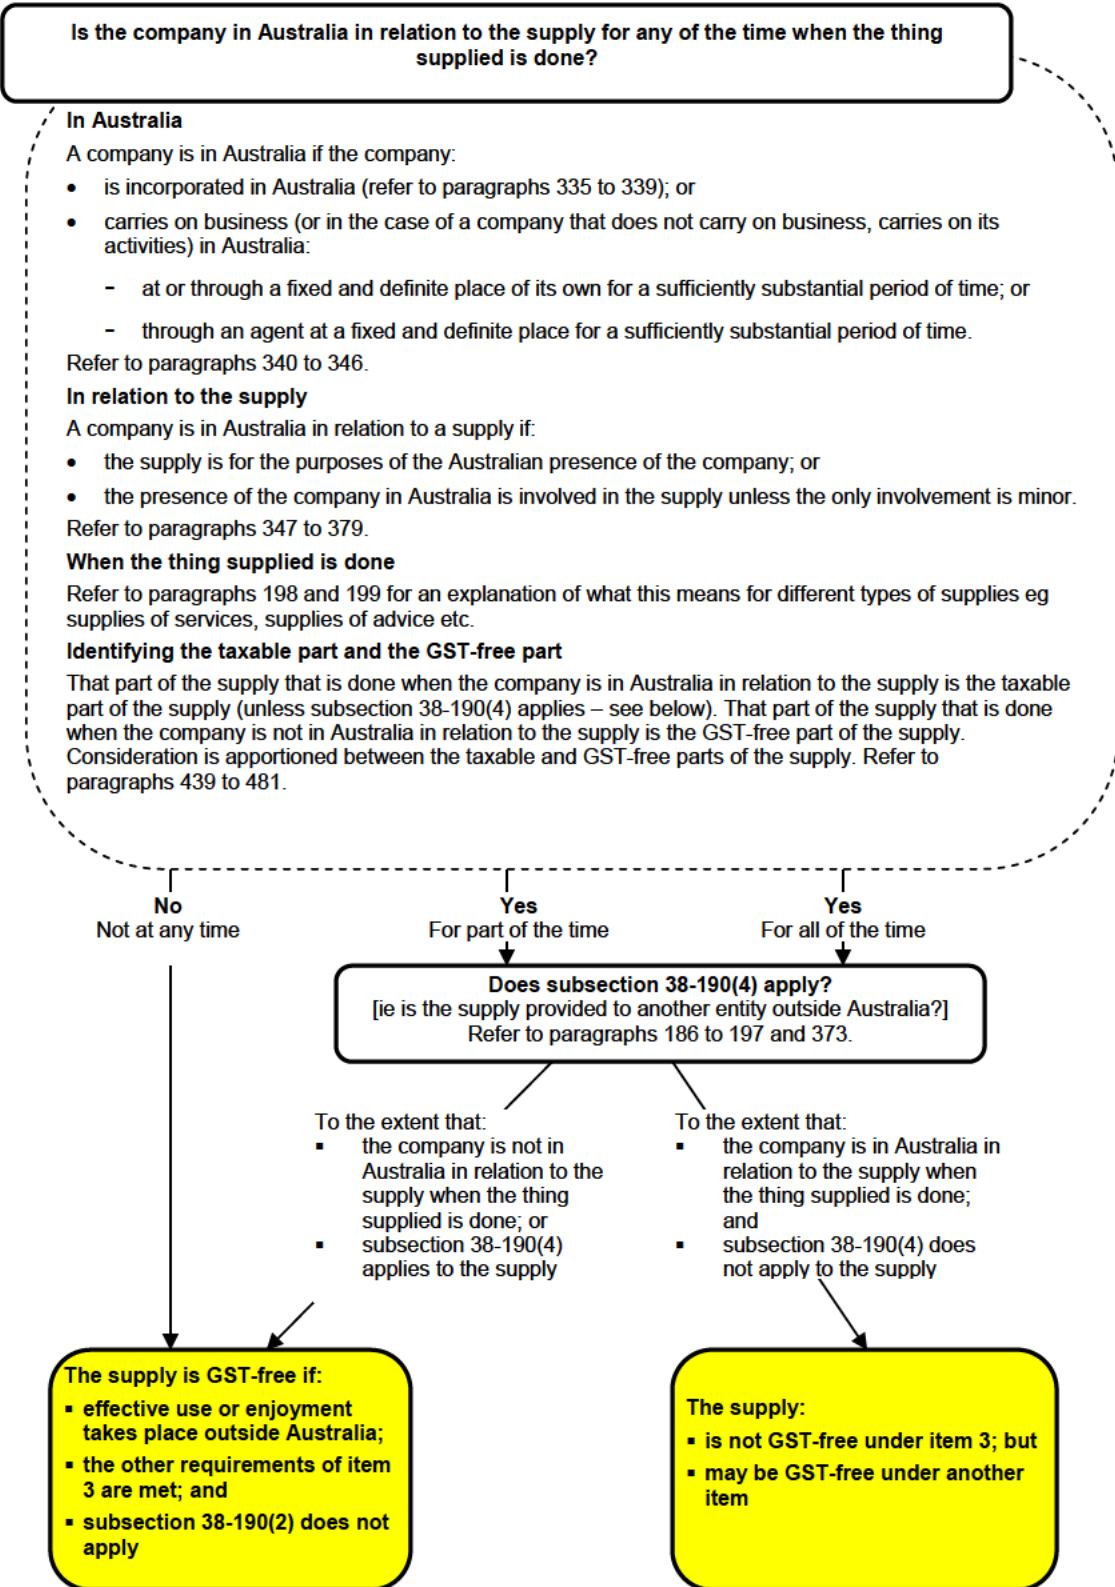 Is the company in Australia in relation to the supply for any of the time when the thing
supplied is done?
In Australia
A company is in Australia if the company:
• is incorporated in Australia (refer to paragraphs 335 to 339); or
• carries on business (or in the case of a company that does not carry on business, carries on its
activities) in Australia:
- at or through a fixed and definite place of its own for a sufficiently substantial period of time; or
- through an agent at a fixed and definite place for a sufficiently substantial period of time.
Refer to paragraphs 340 to 346.
In relation to the supply
A company is in Australia in relation to a supply if:
• the supply is for the purposes of the Australian presence of the company; or
• the presence of the company in Australia is involved in the supply unless the only involvement is minor.
Refer to paragraphs 347 to 379.
When the thing supplied is done
Refer to paragraphs 198 and 199 for an explanation of what this means for different types of supplies eg
supplies of services, supplies of advice etc.
Identifying the taxable part and the GST-free part
That part of the supply that is done when the company is in Australia in relation to the supply is the taxable
part of the supply (unless subsection 38-190(4) applies – see below). That part of the supply that is done
when the company is not in Australia in relation to the supply is the GST-free part of the supply.
Consideration is apportioned between the taxable and GST-free parts of the supply. Refer to
paragraphs 439 to 481.
No
Not at any time
Yes
For part of the time
Yes
For all of the time
Does subsection 38-190(4) apply?
[ie is the supply provided to another entity outside Australia?]
Refer to paragraphs 186 to 197 and 373.
To the extent that:
▪ the company is not in
Australia in relation to the
supply when the thing
supplied is done; or
▪ subsection 38-190(4)
applies to the supply
To the extent that:
▪ the company is in Australia in
relation to the supply when
the thing supplied is done;
and
▪ subsection 38-190(4) does
not apply to the supply
The supply is GST-free if:
▪ effective use or enjoyment
takes place outside Australia;
▪ the other requirements of item
3 are met; and
▪ subsection 38-190(2) does not
apply
The supply:
▪ is not GST-free under item 3; but
▪ may be GST-free under another
item